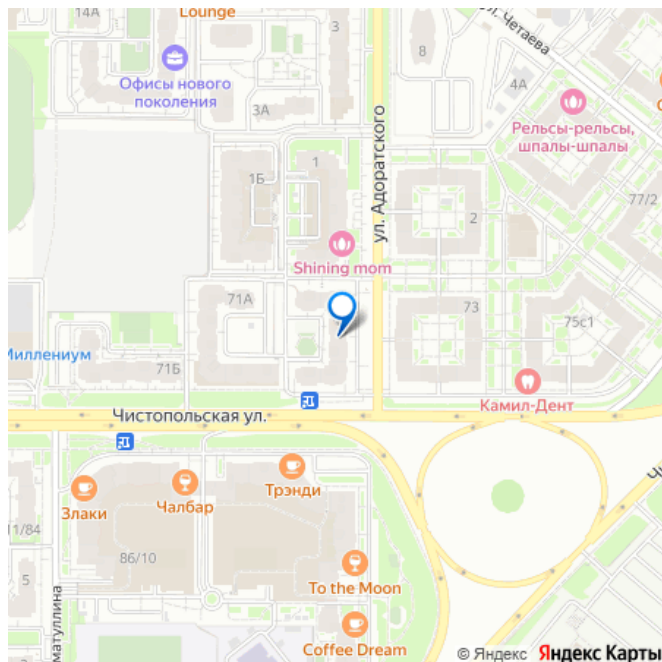 14А
Lounge
Офисы нового
поколения
3А
8
ул. Четаева
4А
Рельсы-рельсы,
шпалы-шпалы
ул. Адоратского
1
1Б
2
77/2
Shining mom
71А
73
75с1
Миллениум
71Б
Камил-Дент
Чистопольская ул.
Трэнди
Злаки
Чалбар
11/84
86/10
5
To the Moon
матуллина
Coffee Dream
© Яндекс Яндекс Карты